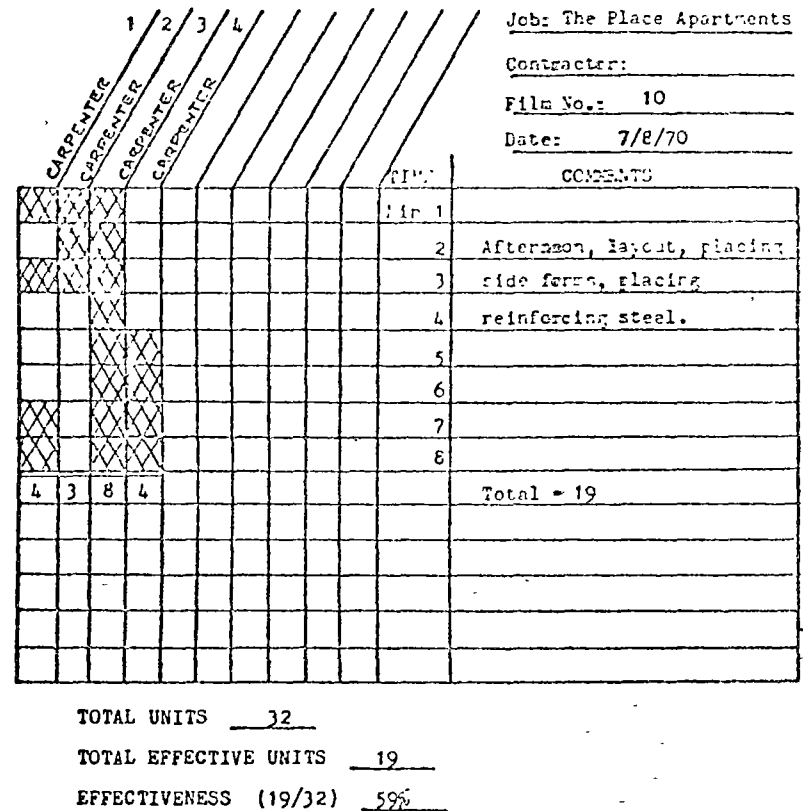 1 2 3 4
CARPENTER
CARPENTER
CARPENTER
CARPENTER
Job: The Place Apartments
Contractor:
Film No.: 10
Date: 7/8/70
TIME COMMENTS
Min 1
2 Afternoon, layout, placing
3 side forms, placing
4 reinforcing steel.
5
6
7
8
4 3 8 4 Total = 19
TOTAL UNITS 32
TOTAL EFFECTIVE UNITS 19
EFFECTIVENESS (19/32) 59%